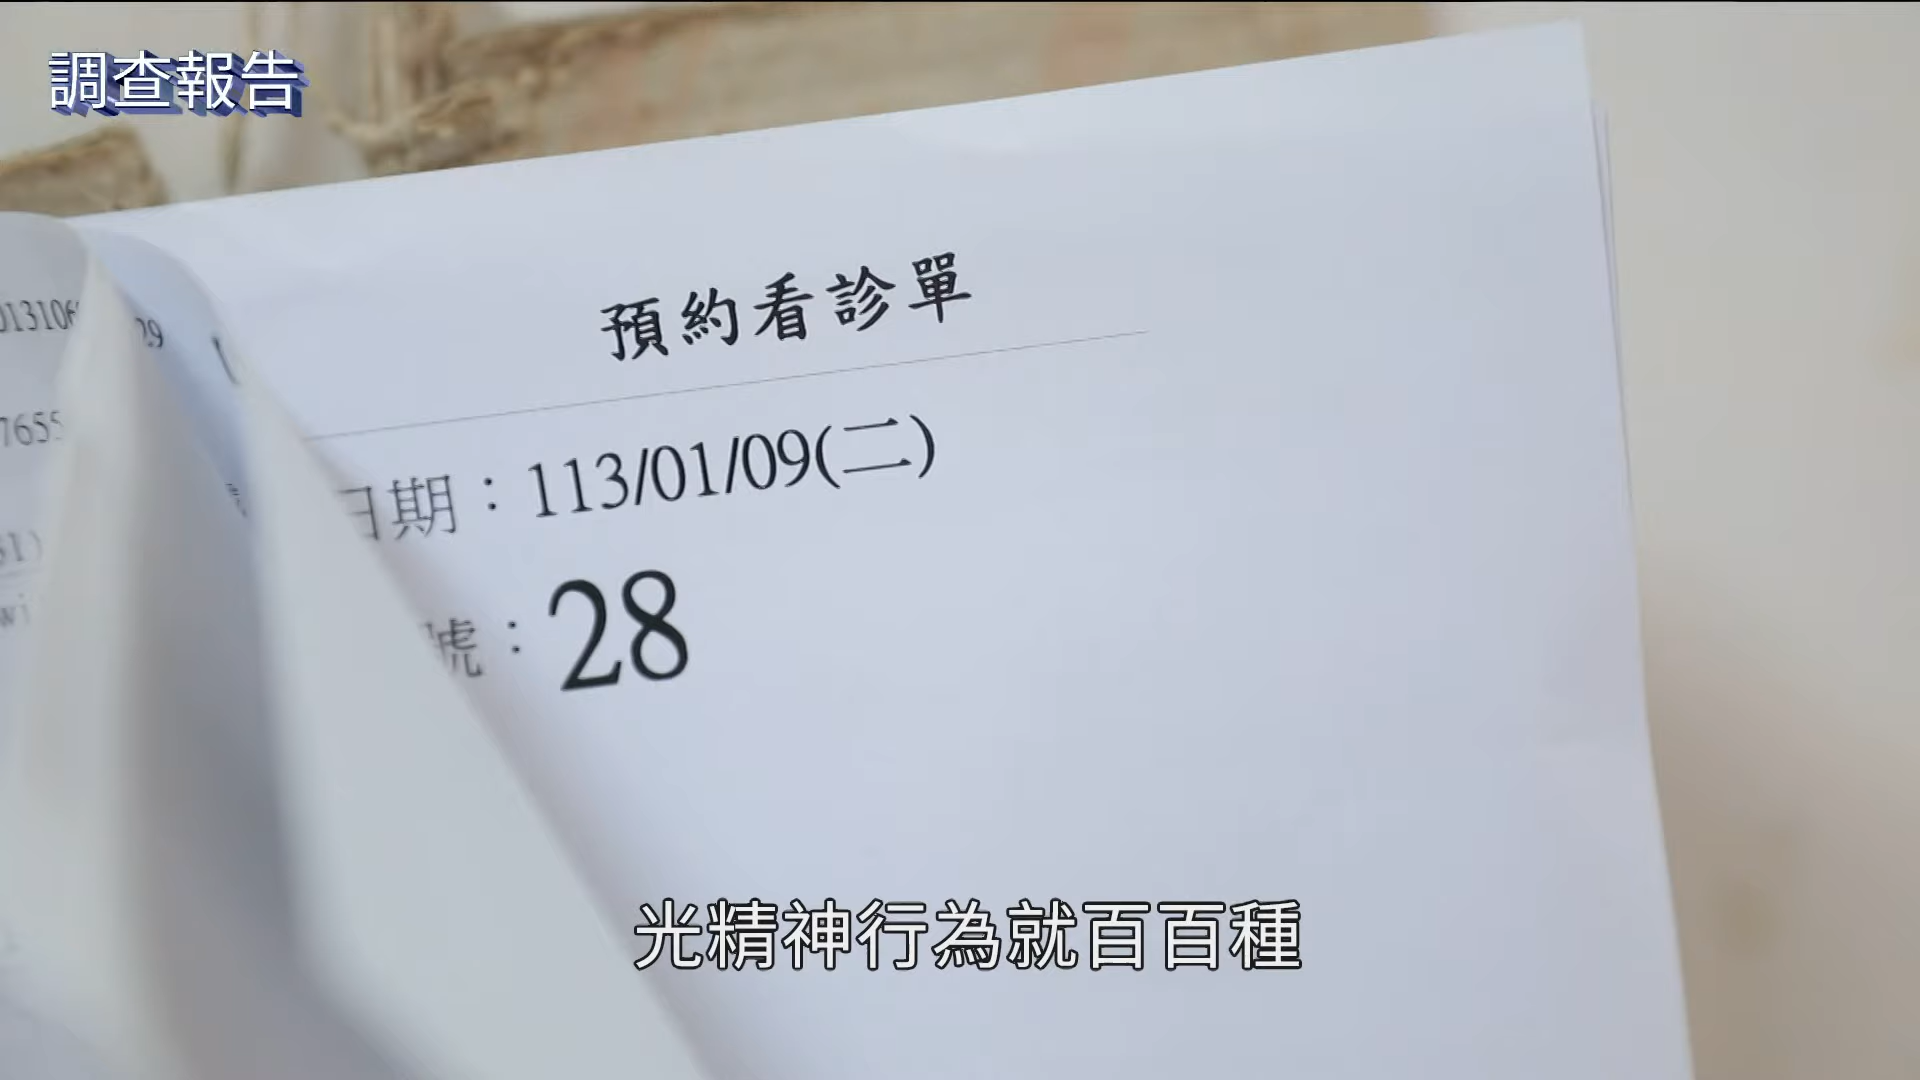 調查報告
預約看診單
日期：113/01/09(二)
號：28
光精神行為就百百種